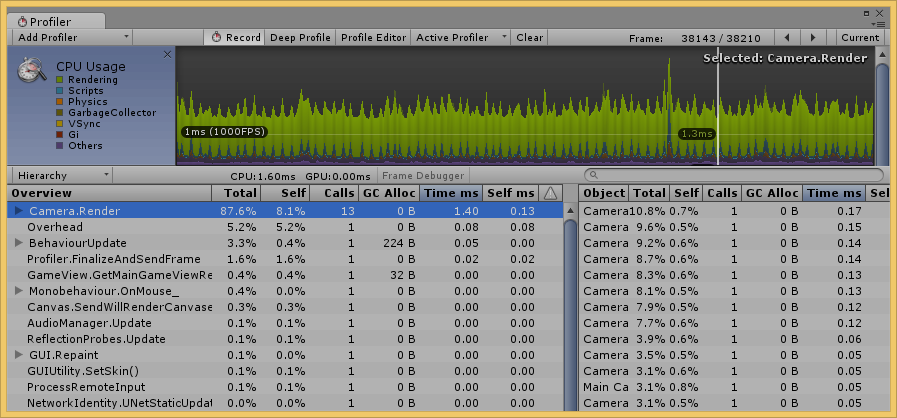 Profiler
Add Profiler Record Deep Profile Profile Editor Active Profiler Clear Frame: 38143 / 38210 Current
CPU Usage
Rendering
Scripts
Physics
GarbageCollector
VSync
Gi
Others
Selected: Camera.Render
1ms (1000FPS)
1.3ms
Hierarchy CPU:1.60ms GPU:0.00ms Frame Debugger
Overview Total Self Calls GC Alloc Time ms Self ms Object Total Self Calls GC Alloc Time ms Sel
Camera.Render 87.6% 8.1% 13 0 B 1.40 0.13 Camera 10.8% 0.7% 1 0 B 0.17
Overhead 5.2% 5.2% 1 0 B 0.08 0.08 Camera 9.6% 0.5% 1 0 B 0.15
BehaviourUpdate 3.3% 0.4% 1 224 B 0.05 0.00 Camera 9.2% 0.6% 1 0 B 0.14
Profiler.FinalizeAndSendFrame 1.6% 1.6% 1 0 B 0.02 0.02 Camera 8.7% 0.6% 1 0 B 0.14
GameView.GetMainGameViewRe 0.4% 0.4% 1 32 B 0.00 0.00 Camera 8.3% 0.6% 1 0 B 0.13
Monobehaviour.OnMouse_ 0.4% 0.0% 1 0 B 0.00 0.00 Camera 8.1% 0.5% 1 0 B 0.13
Canvas.SendWillRenderCanvase 0.3% 0.3% 1 0 B 0.00 0.00 Camera 7.9% 0.5% 1 0 B 0.12
AudioManager.Update 0.1% 0.1% 1 0 B 0.00 0.00 Camera 7.7% 0.6% 1 0 B 0.12
ReflectionProbes.Update 0.1% 0.1% 1 0 B 0.00 0.00 Camera 3.9% 0.6% 1 0 B 0.06
GUI.Repaint 0.1% 0.0% 1 0 B 0.00 0.00 Camera 3.5% 0.5% 1 0 B 0.05
GUIUtility.SetSkin() 0.1% 0.1% 1 0 B 0.00 0.00 Camera 3.1% 0.6% 1 0 B 0.05
ProcessRemoteInput 0.1% 0.1% 1 0 B 0.00 0.00 Main Ca 3.1% 0.8% 1 0 B 0.05
NetworkIdentity.UNetStaticUpdat 0.0% 0.0% 1 0 B 0.00 0.00 Camera 3.1% 0.6% 1 0 B 0.05